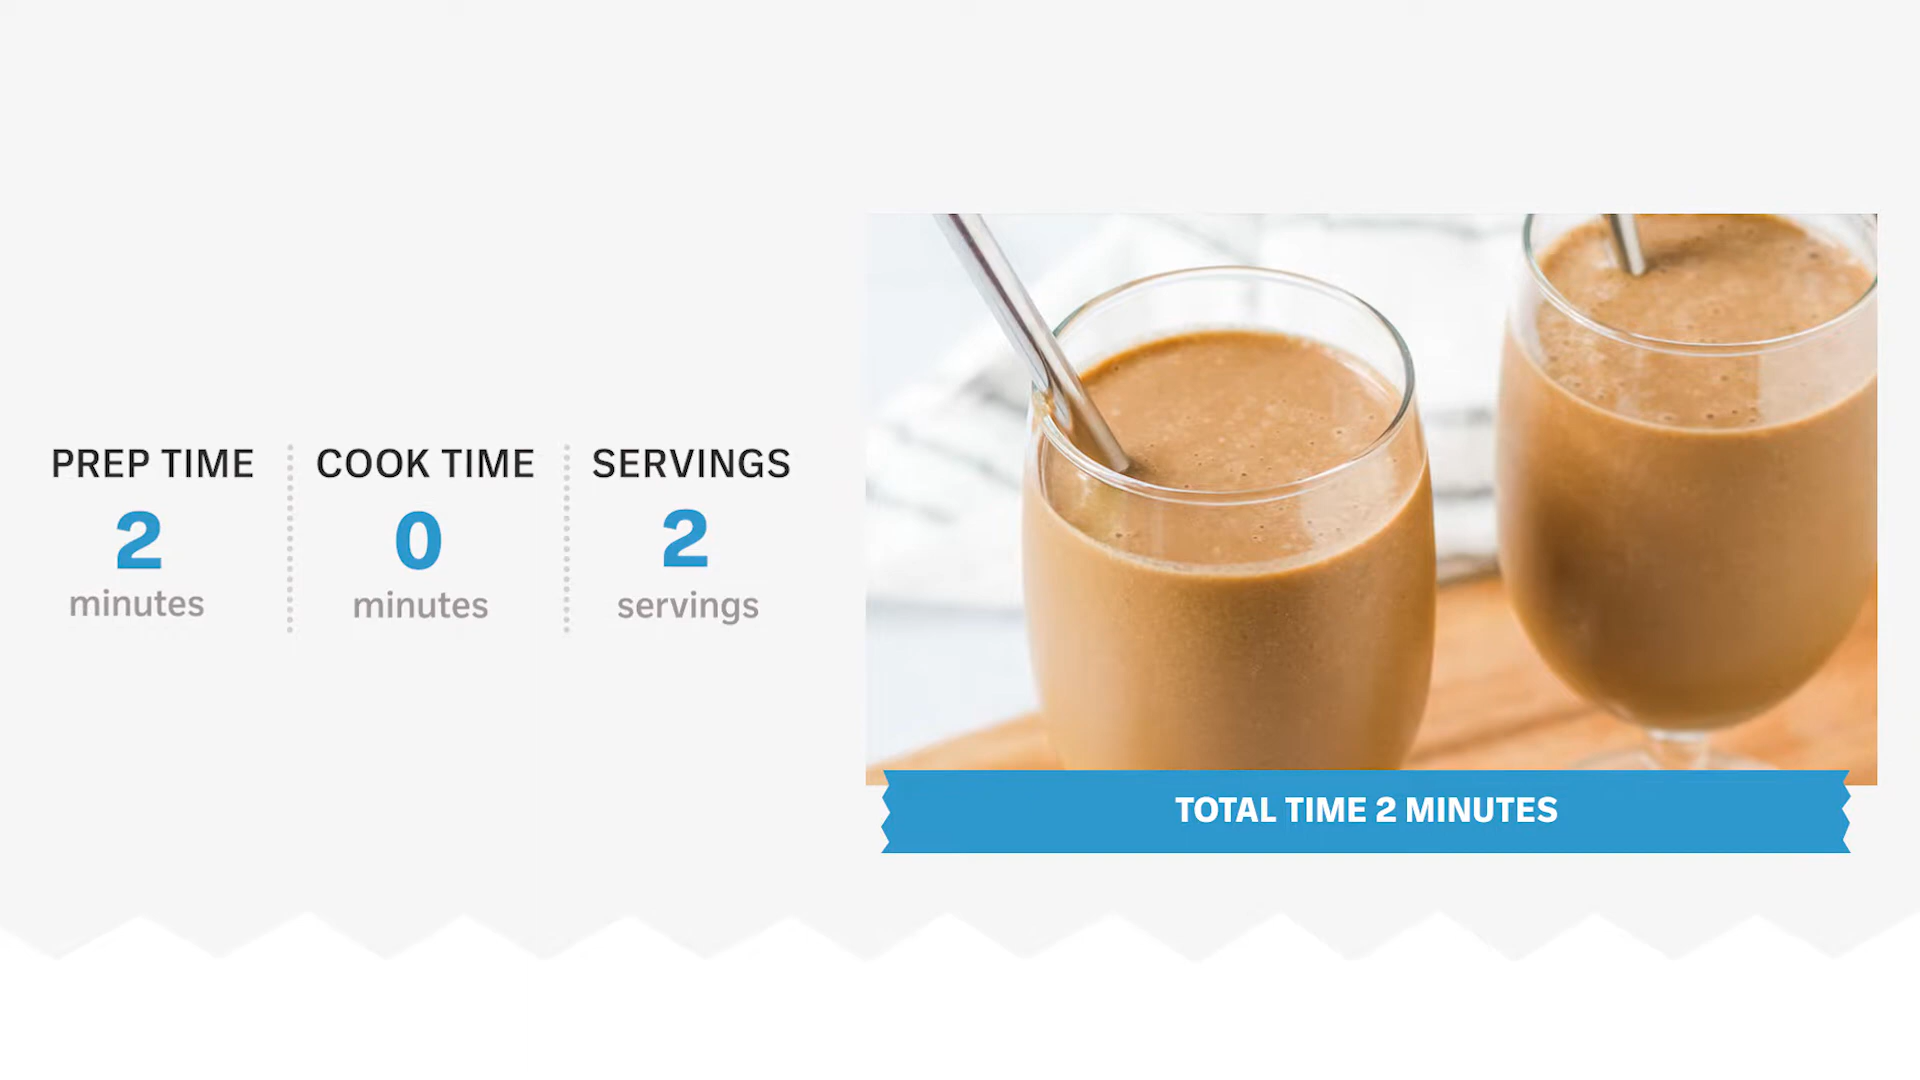 PREP TIME
2
minutes
COOK TIME
0
minutes
SERVINGS
2
servings
TOTAL TIME 2 MINUTES